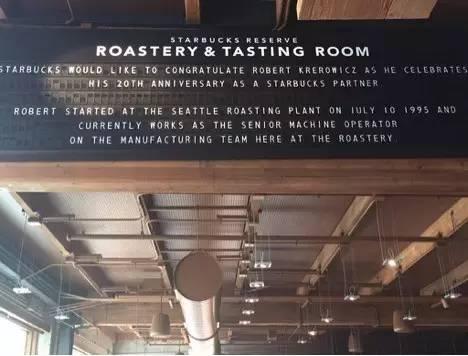 STARBUCKS RESERVE
ROASTERY & TASTING ROOM
STARBUCKS WOULD LIKE TO CONGRATULATE ROBERT KREROWICZ AS HE CELEBRATES
HIS 20TH ANNIVERSARY AS A STARBUCKS PARTNER
ROBERT STARTED AT THE SEATTLE ROASTING PLANT ON JULY 10 1995 AND
CURRENTLY WORKS AS THE SENIOR MACHINE OPERATOR
ON THE MANUFACTURING TEAM HERE AT THE ROASTERY